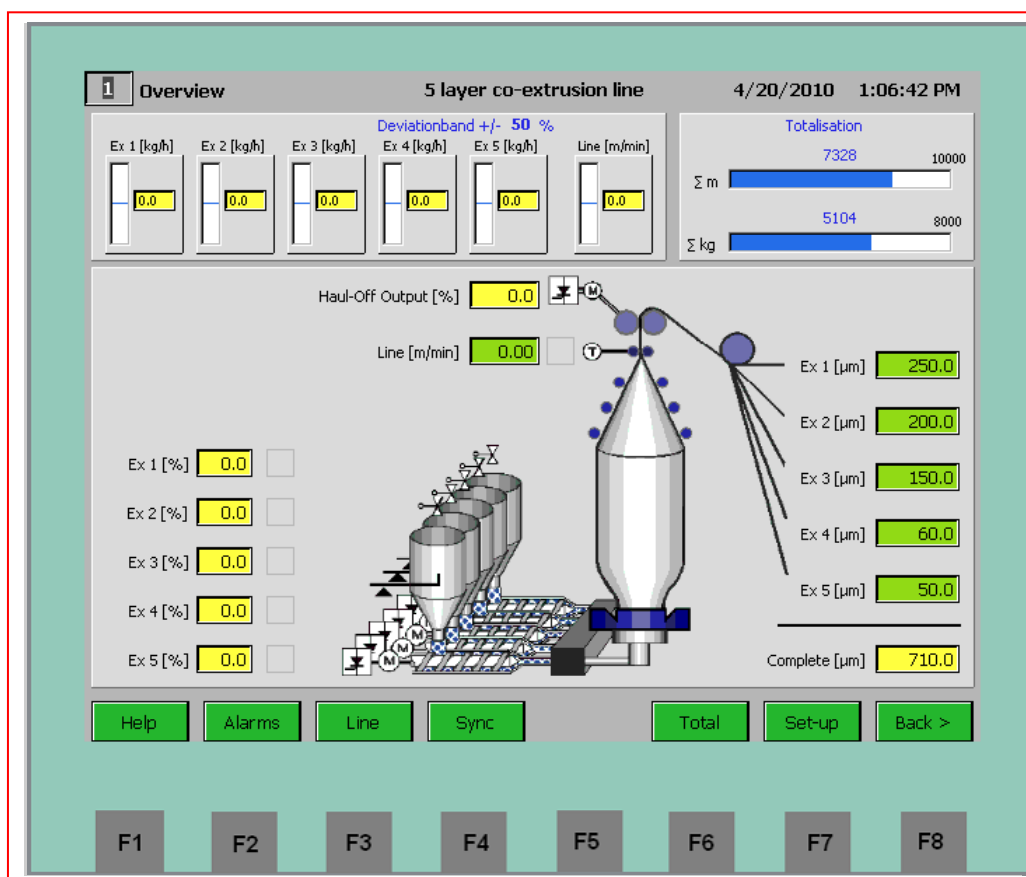 1 Overview 5 layer co-extrusion line 4/20/2010 1:06:42 PM
Deviationband +/- 50 %
Ex 1 [kg/h] Ex 2 [kg/h] Ex 3 [kg/h] Ex 4 [kg/h] Ex 5 [kg/h] Line [m/min]
0.0 0.0 0.0 0.0 0.0 0.0
Totalisation
7328 10000
Σ m
5104 8000
Σ kg
Haul-Off Output [%] 0.0 M
Line [m/min] 0.00 T
Ex 1 [µm] 250.0
Ex 2 [µm] 200.0
Ex 3 [µm] 150.0
Ex 4 [µm] 60.0
Ex 5 [µm] 50.0
Complete [µm] 710.0
Ex 1 [%] 0.0
Ex 2 [%] 0.0
Ex 3 [%] 0.0
Ex 4 [%] 0.0
Ex 5 [%] 0.0
M M M
Help Alarms Line Sync Total Set-up Back >
F1 F2 F3 F4 F5 F6 F7 F8